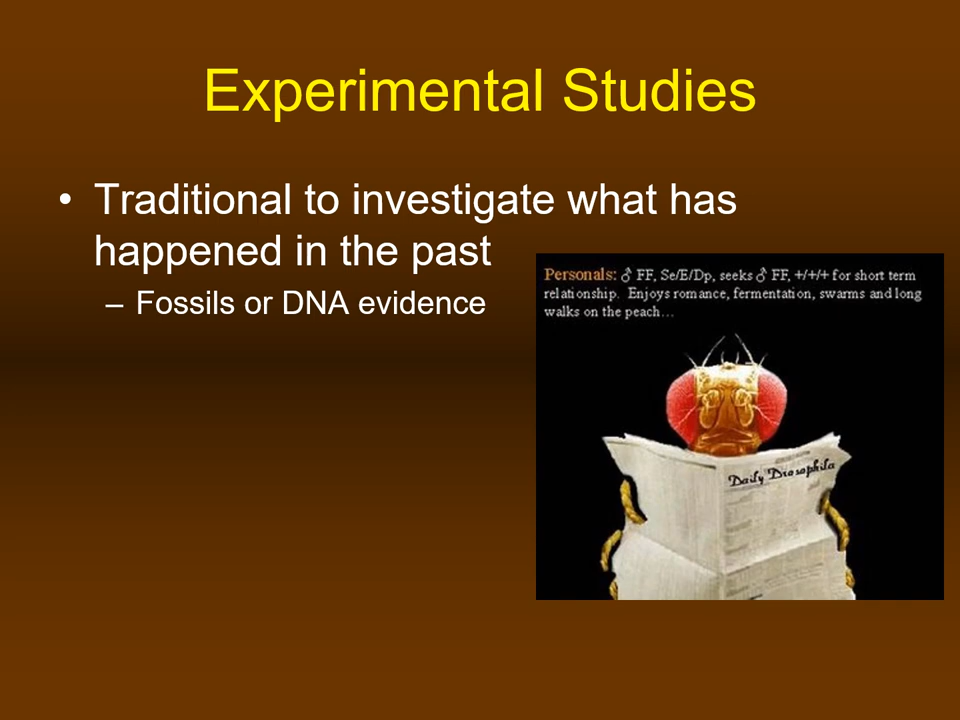 Experimental Studies
• Traditional to investigate what has
happened in the past
– Fossils or DNA evidence
Personals: ♂ FF, Se/E/Dp, seeks ♂ FF, +/+/+ for short term
relationship. Enjoys romance, fermentation, swarms and long
walks on the peach...
Daily Drosophila